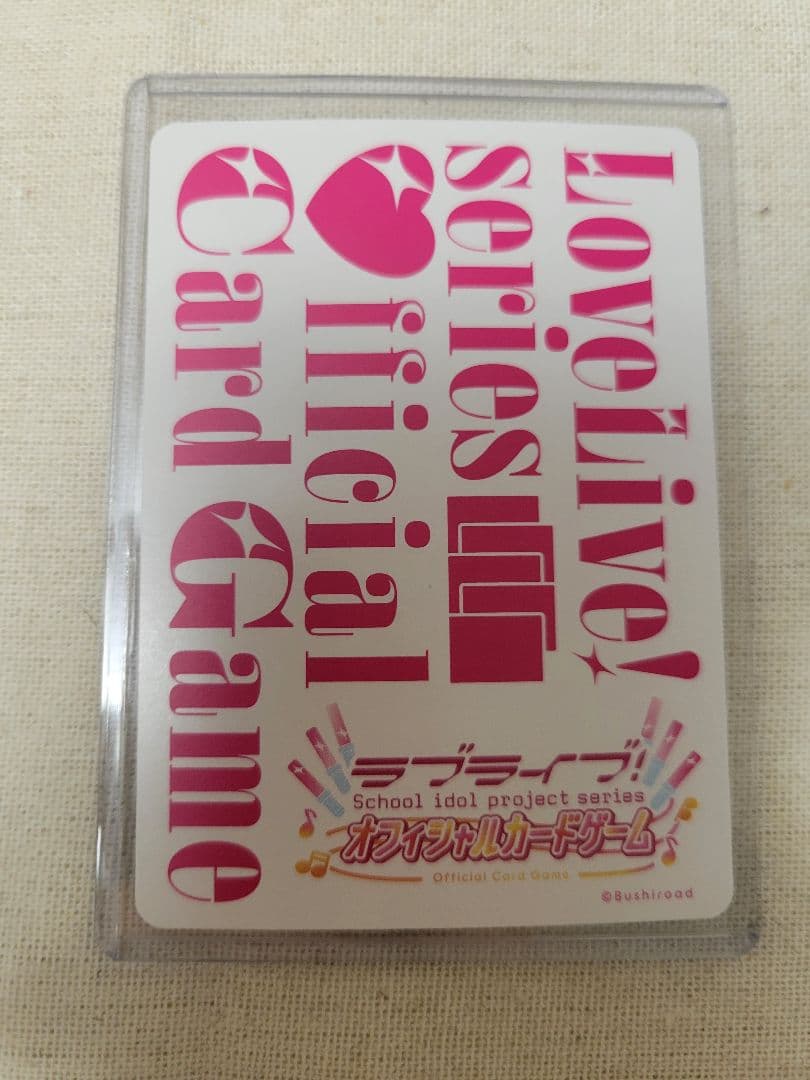 LoveLive!
series
Official
Card Game
ラブライブ!
School idol project series
オフィシャルカードゲーム
Official Card Game
©Bushiroad